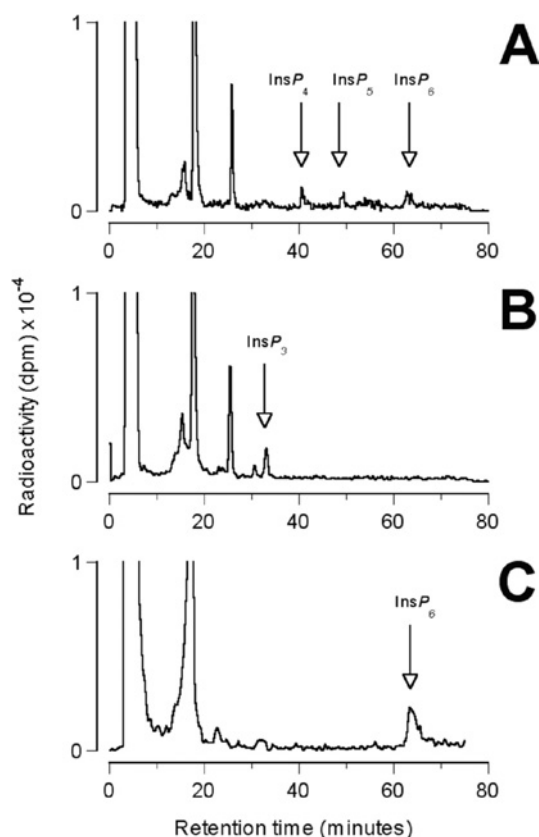 1
A
InsP4 InsP5 InsP6
0
0 20 40 60 80
1
B
InsP3
0
0 20 40 60 80
1
C
InsP6
0
0 20 40 60 80
Radioactivity (dpm) x 10-4
Retention time (minutes)